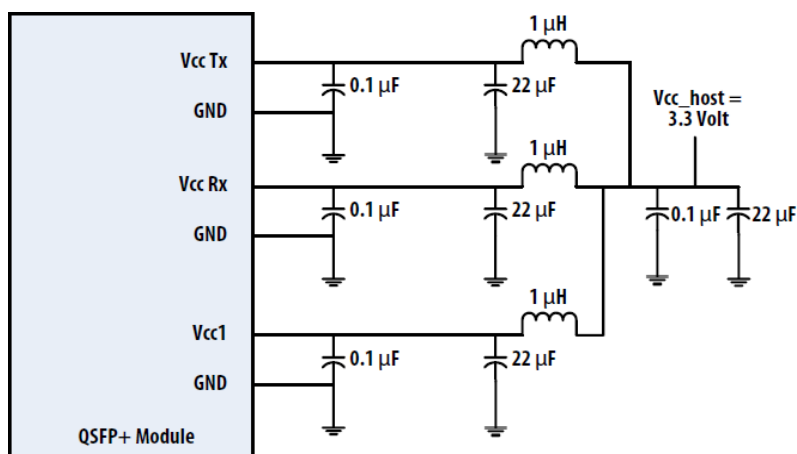 1 μH
Vcc Tx
0.1 μF
22 μF
GND
Vcc_host =
3.3 Volt
1 μH
Vcc Rx
0.1 μF
22 μF
0.1 μF
22 μF
GND
1 μH
Vcc1
0.1 μF
22 μF
GND
QSFP+ Module